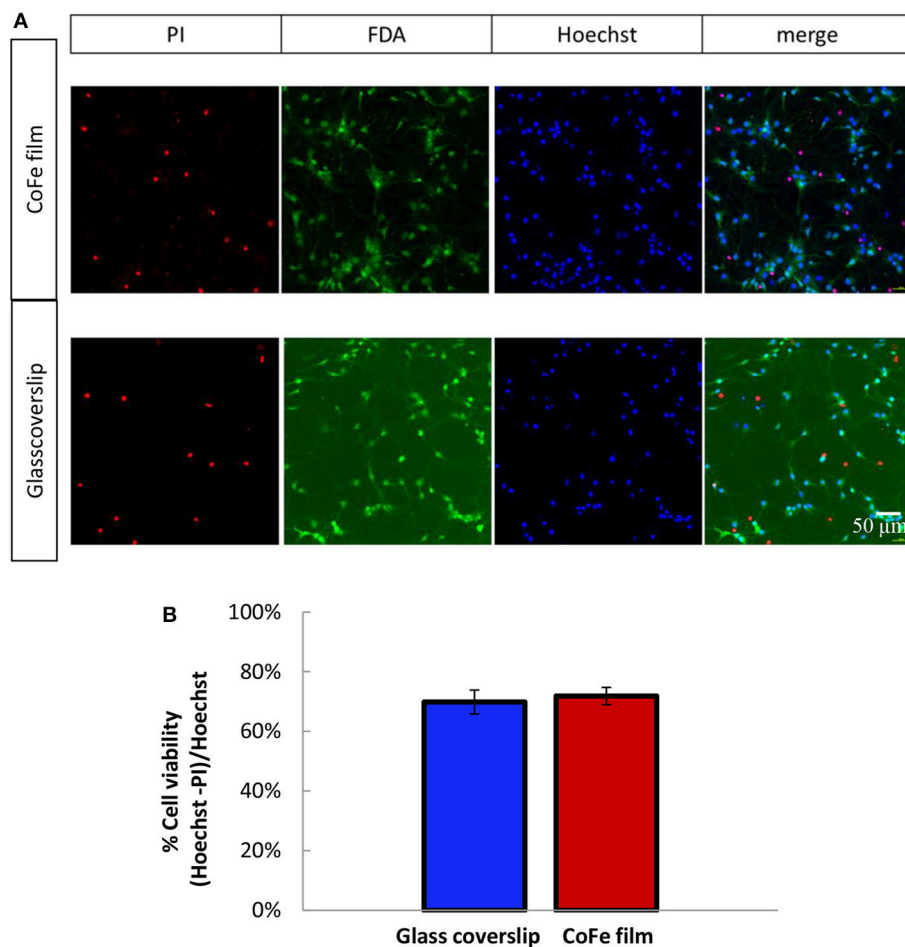 A
PI FDA Hoechst merge
CoFe film
Glasscoverslip
50 µm
B
% Cell viability
(Hoechst -PI)/Hoechst
100%
80%
60%
40%
20%
0%
Glass coverslip CoFe film